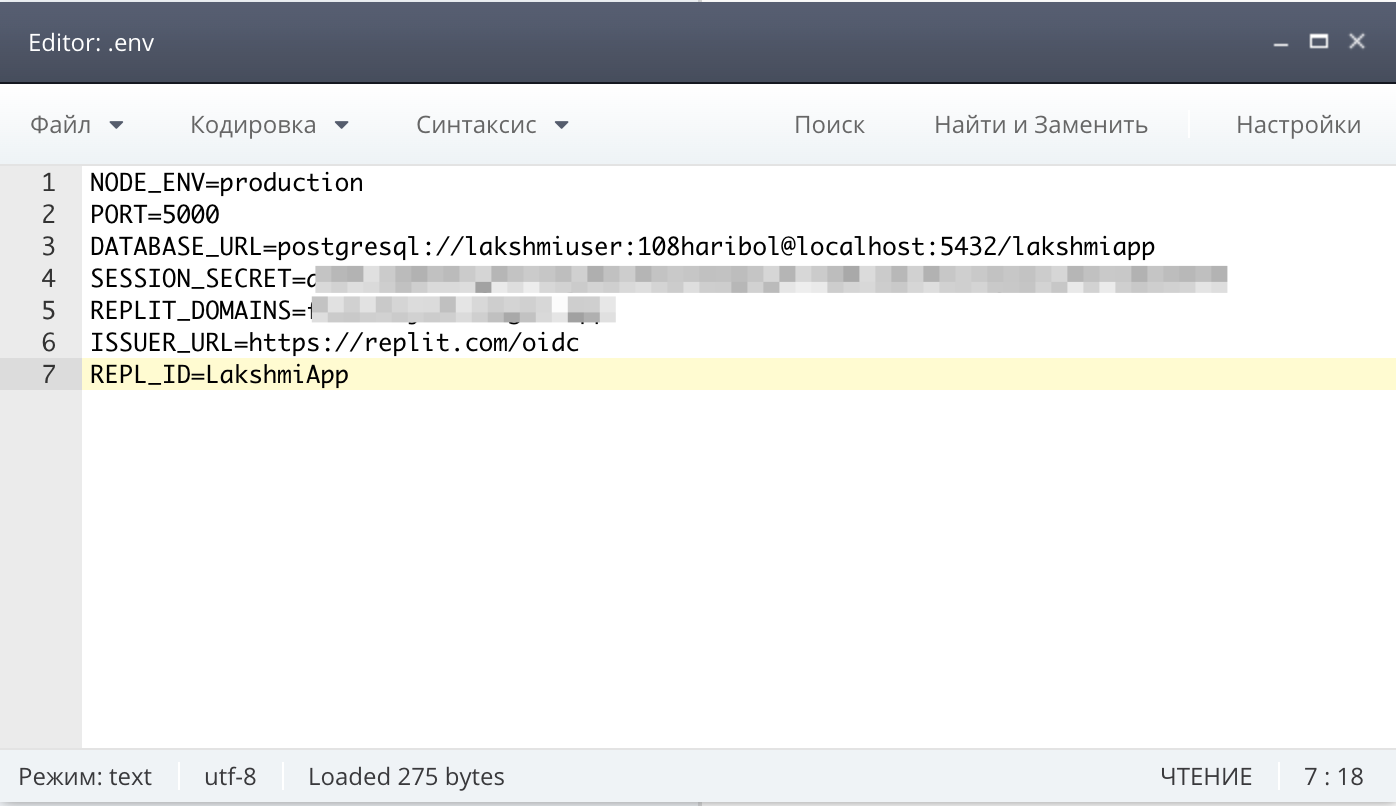 Editor: .env
Файл Кодировка Синтаксис Поиск Найти и Заменить Настройки
1 NODE_ENV=production
2 PORT=5000
3 DATABASE_URL=postgresql://lakshmiuser:108haribol@localhost:5432/lakshmiapp
4 SESSION_SECRET=
5 REPLIT_DOMAINS=
6 ISSUER_URL=https://replit.com/oidc
7 REPL_ID=LakshmiApp
Режим: text utf-8 Loaded 275 bytes ЧТЕНИЕ 7 : 18